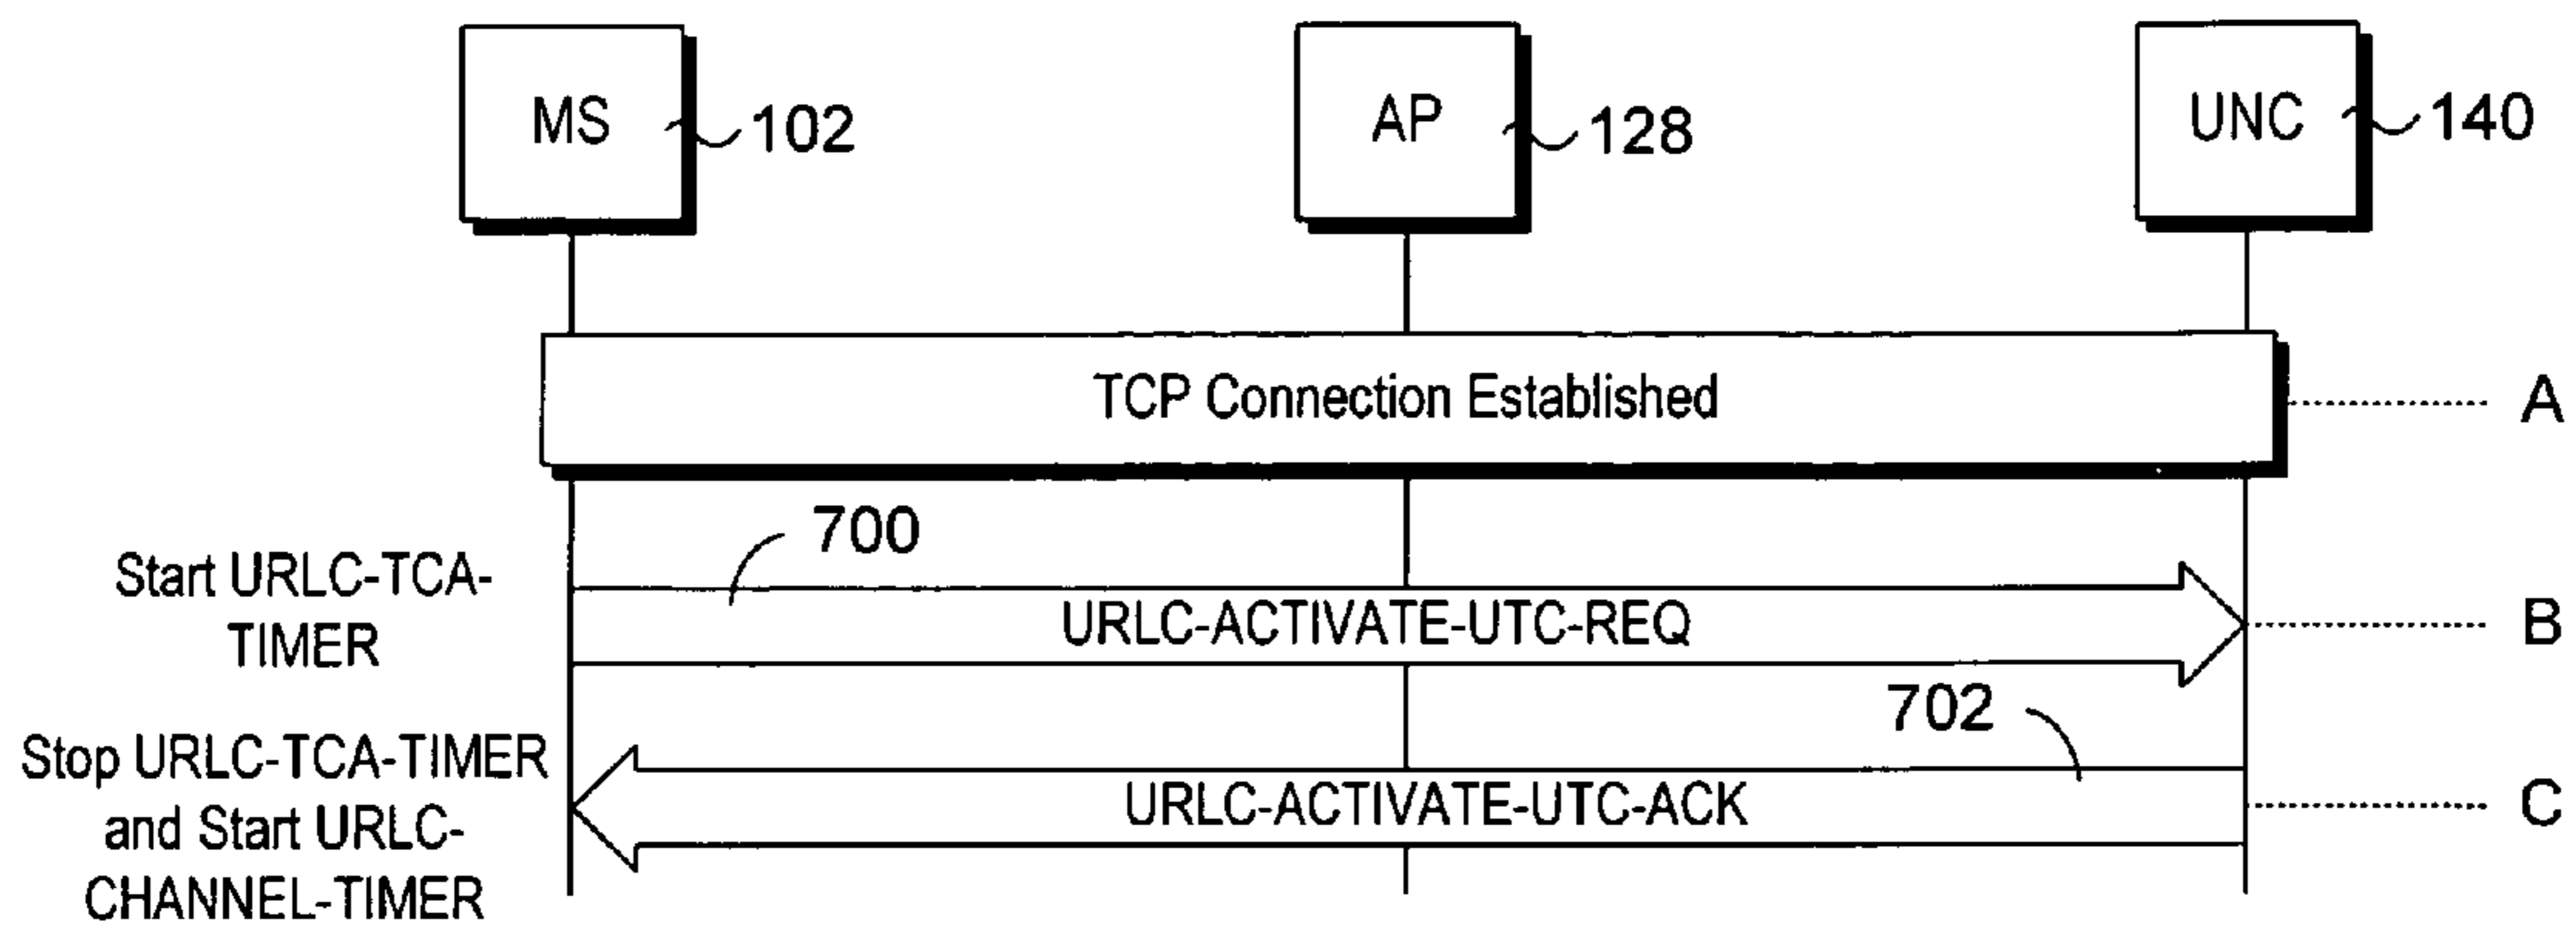 MS
102
AP
128
UNC
140
TCP Connection Established
A
700
Start URLC-TCA-
TIMER
URLC-ACTIVATE-UTC-REQ
B
702
Stop URLC-TCA-TIMER
and Start URLC-
CHANNEL-TIMER
URLC-ACTIVATE-UTC-ACK
C